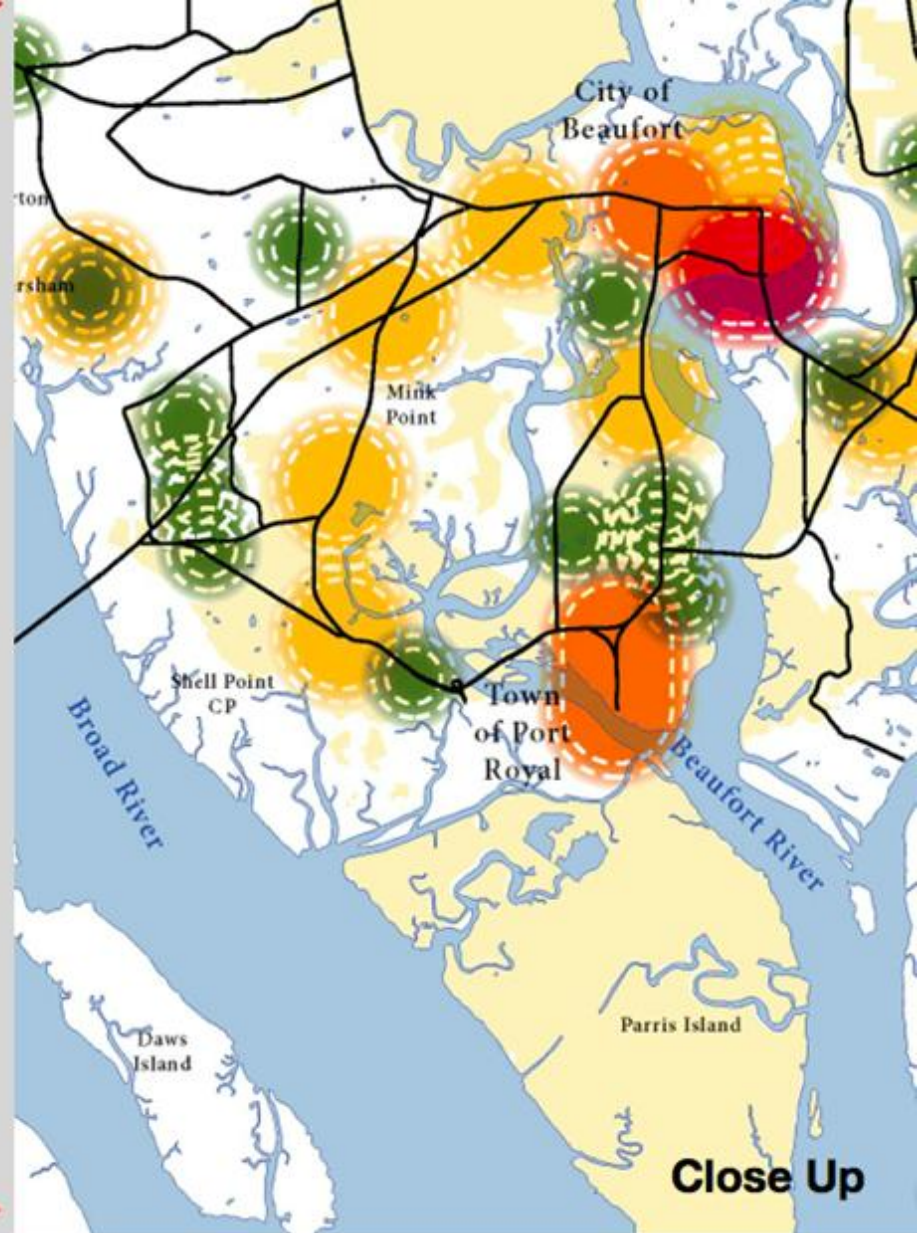 City of
Beaufort
rton
rsham
Mink
Point
Shell Point
CP
Town
of Port
Royal
Broad River
Beaufort River
Parris Island
Daws
Island
Close Up